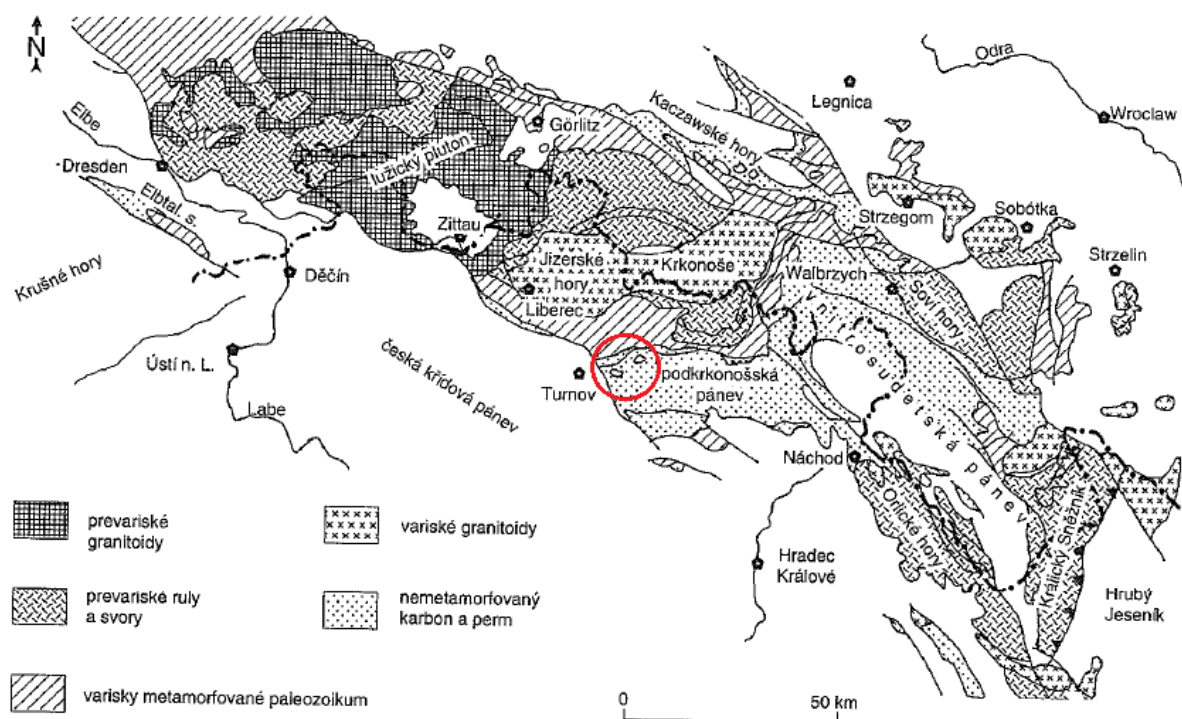 N
Odra
Legnica
Wroclaw
Kaczawskie hory
Elbe
Görlitz
-Dresden
lužický pluton
Strzegom
Sobótka
Elbtal. s.
Zittau
Strzelin
Jizerské
hory
Krkonoše
Walbrzych
Sov. hory
Krušné hory
Děčín
Liberec
vnitrosudetská pánev
Ústí n. L.
česká křídová pánev
Turnov
podkrkonošská
pánev
Labe
Náchod
Orlické hory
Králický Sněžník
Hradec
Králové
Hrubý
Jeseník
prevariské
granitoidy
variské granitoidy
prevariské ruly
a svory
nemetamorfovaný
karbon a perm
varisky metamorfované paleozoikum
0
50 km